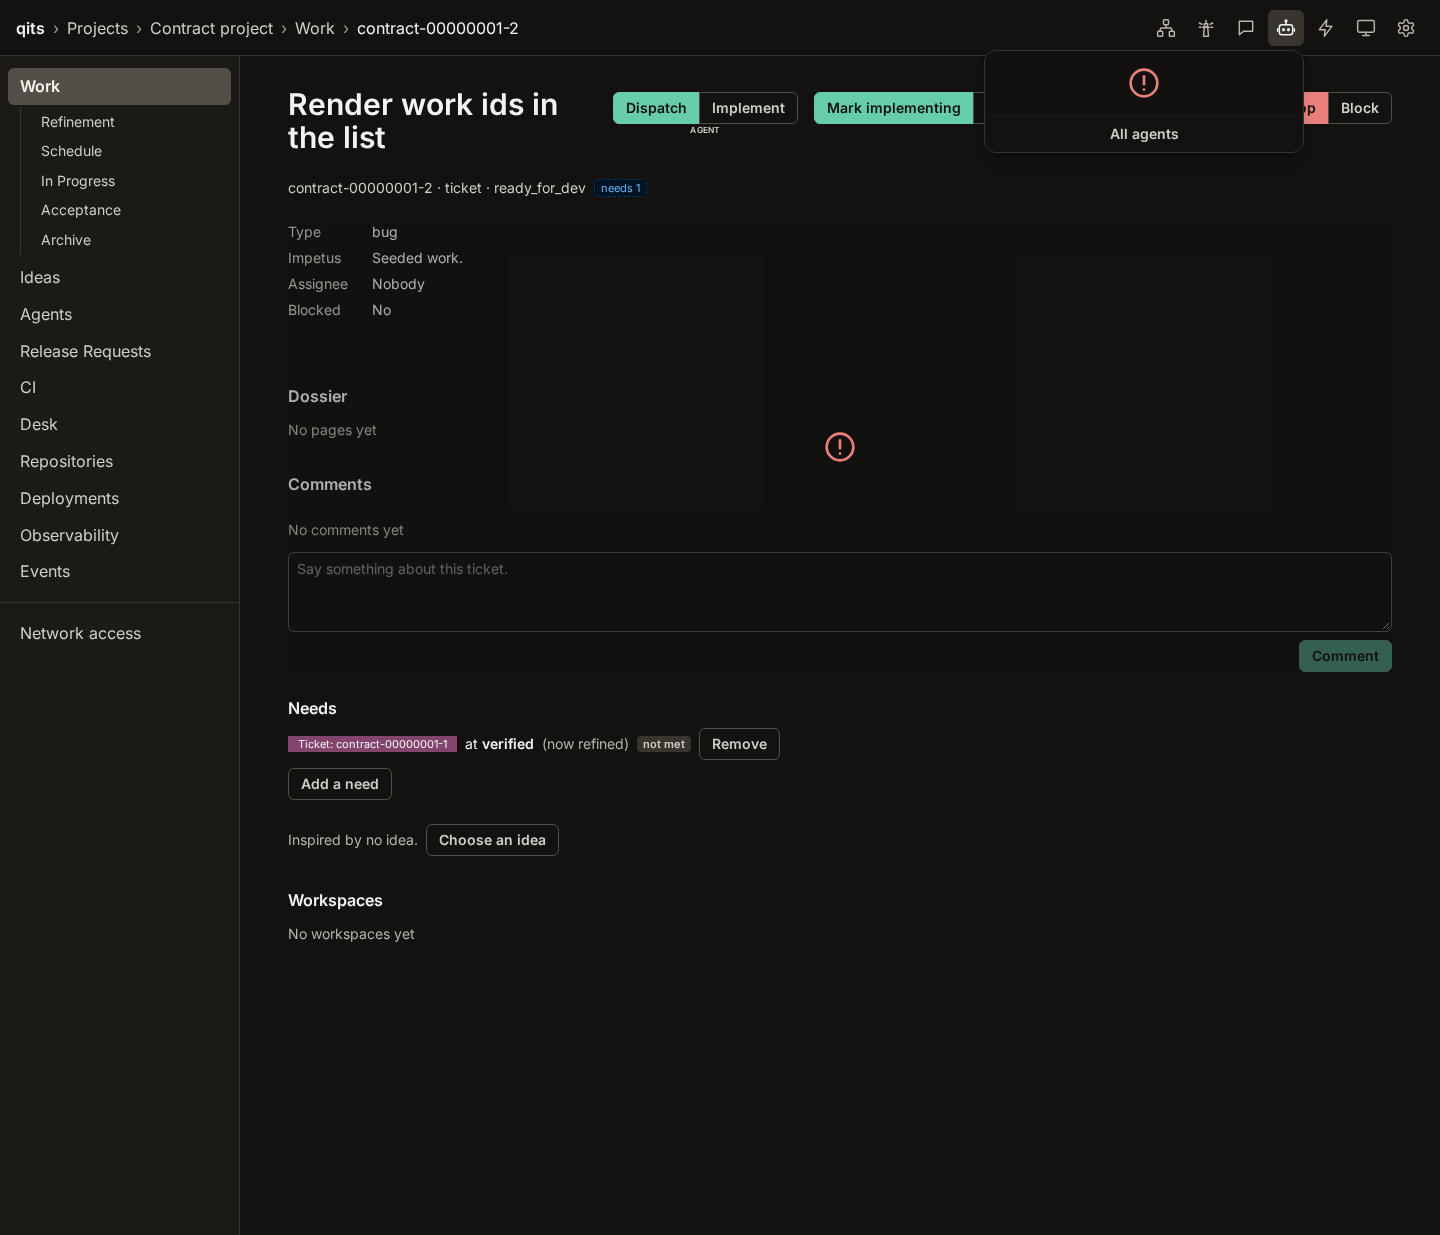 qits › Projects › Contract project › Work › contract-00000001-2
Work
Refinement
Schedule
In Progress
Acceptance
Archive
Ideas
Agents
Release Requests
CI
Desk
Repositories
Deployments
Observability
Events
Network access
All agents
Render work ids in
the list
Dispatch Implement Mark implementing Block
AGENT
contract-00000001-2 · ticket · ready_for_dev needs 1
Type bug
Impetus Seeded work.
Assignee Nobody
Blocked No
Dossier
No pages yet
Comments
No comments yet
Say something about this ticket.
Comment
Needs
Ticket: contract-00000001-1 at verified (now refined) not met Remove
Add a need
Inspired by no idea. Choose an idea
Workspaces
No workspaces yet